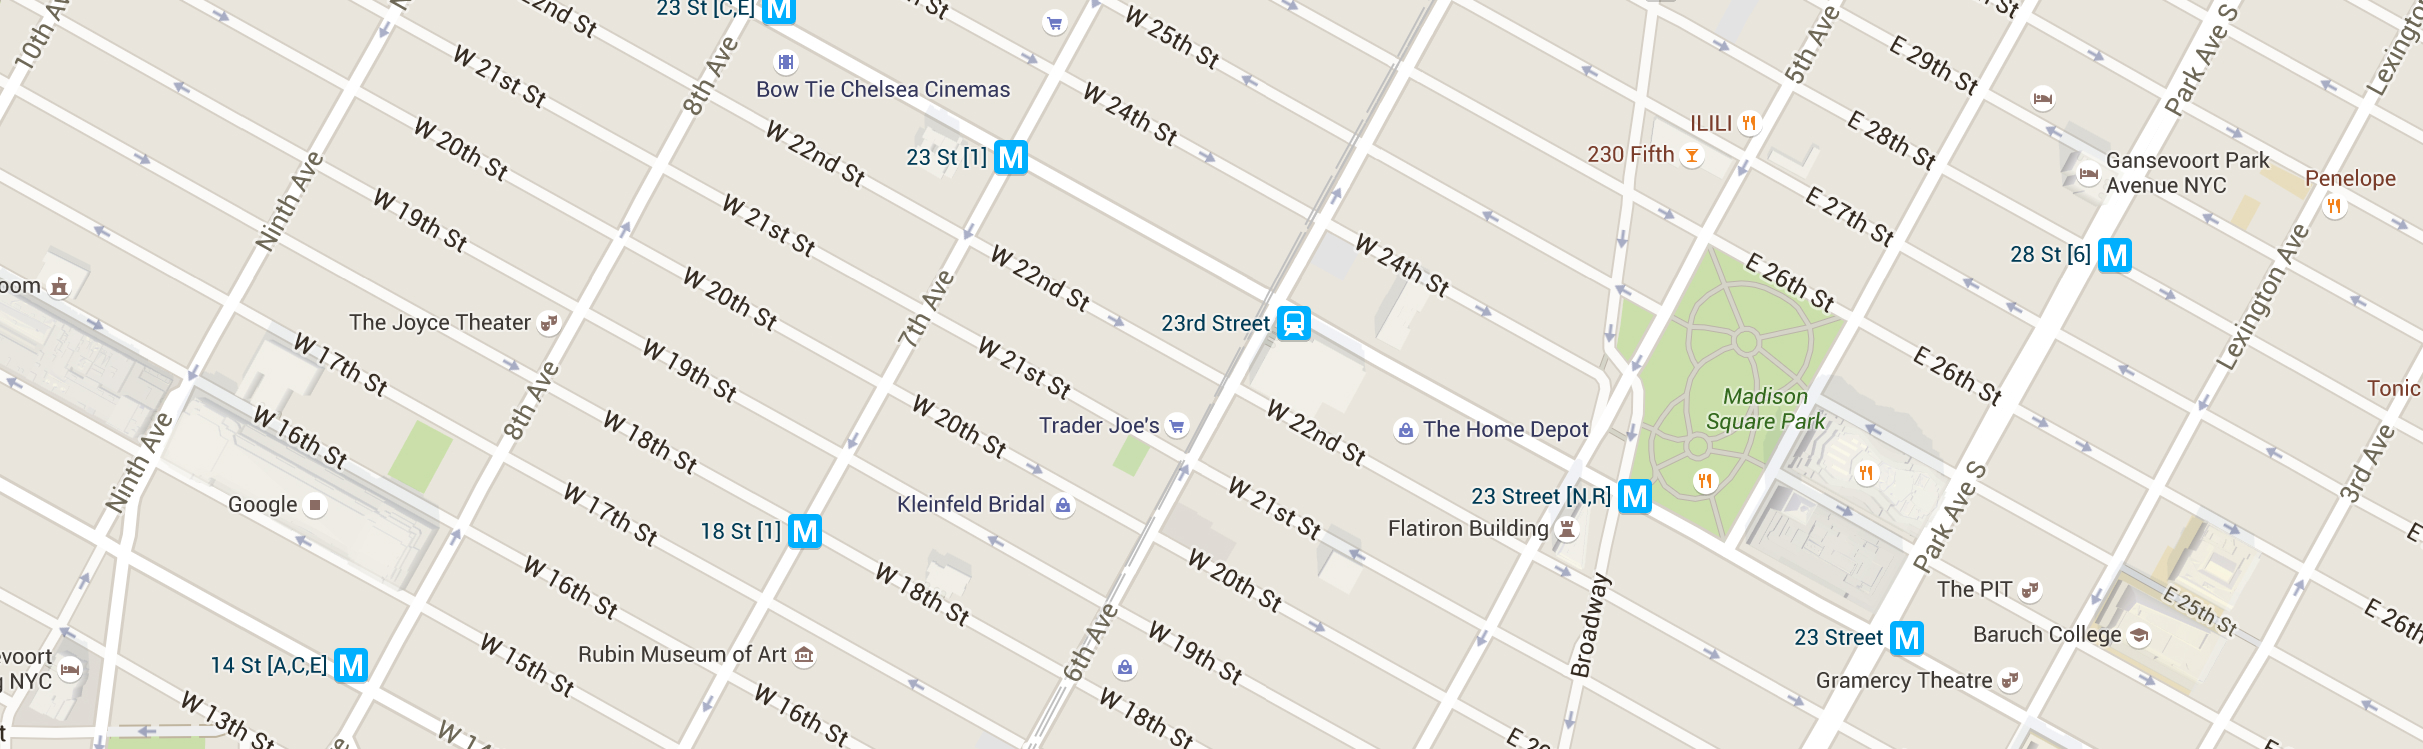 10th Av
22nd St
23 St [C,E]
W 25th St
5th Ave
E 29th St
Park Ave S
Lexington
W 21st St
8th Ave
Bow Tie Chelsea Cinemas
W 24th St
ILILI
E 28th St
230 Fifth
W 20th St
W 22nd St
23 St [1]
Gansevoort Park
Avenue NYC
Penelope
Ninth Ave
W 19th St
W 21st St
E 27th St
W 24th St
28 St [6]
E 26th St
Lexington Ave
oom
W 20th St
W 22nd St
7th Ave
The Joyce Theater
23rd Street
W 17th St
W 19th St
W 21st St
E 26th St
Madison
Square Park
Tonic
8th Ave
W 16th St
W 18th St
W 20th St
Trader Joe's
W 22nd St
The Home Depot
3rd Ave
Ninth Ave
Google
W 17th St
Kleinfeld Bridal
W 21st St
23 Street [N,R]
Flatiron Building
Park Ave S
18 St [1]
W 16th St
W 18th St
W 20th St
Broadway
The PIT
E 25th St
E 26th
Baruch College
23 Street
evoort
g NYC
14 St [A,C,E]
W 15th St
Rubin Museum of Art
6th Ave
W 19th St
Gramercy Theatre
W 13th St
W 14
W 16th St
W 18th St
E 20